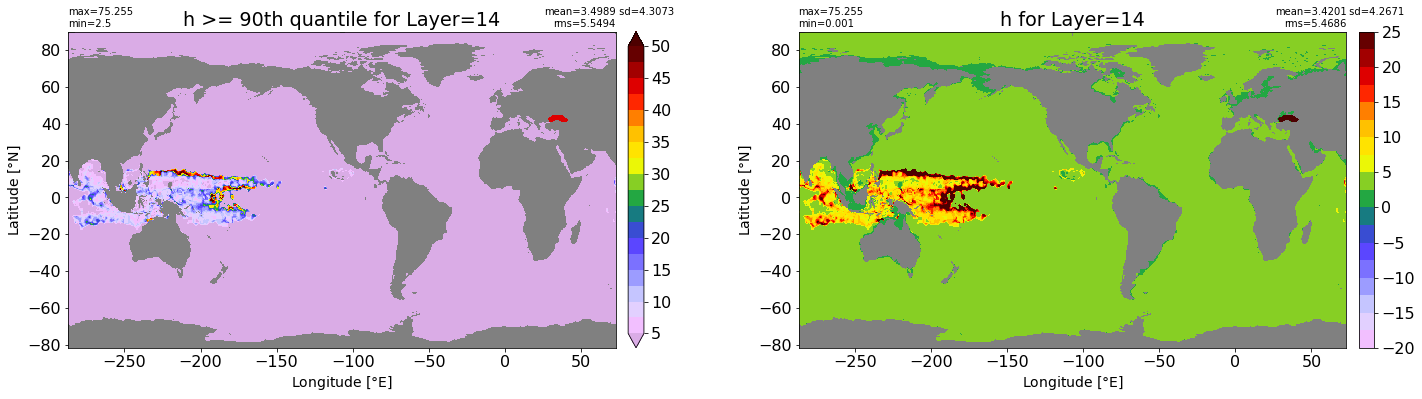 max=75.255
min=2.5
h >= 90th quantile for Layer=14
mean=3.4989 sd=4.3073
rms=5.5494
80
60
40
20
0
−20
−40
−60
−80
Latitude [°N]
−250 −200 −150 −100 −50 0 50
Longitude [°E]
50
45
40
35
30
25
20
15
10
5
max=75.255
min=0.001
h for Layer=14
mean=3.4201 sd=4.2671
rms=5.4686
80
60
40
20
0
−20
−40
−60
−80
Latitude [°N]
−250 −200 −150 −100 −50 0 50
Longitude [°E]
25
20
15
10
5
0
−5
−10
−15
−20